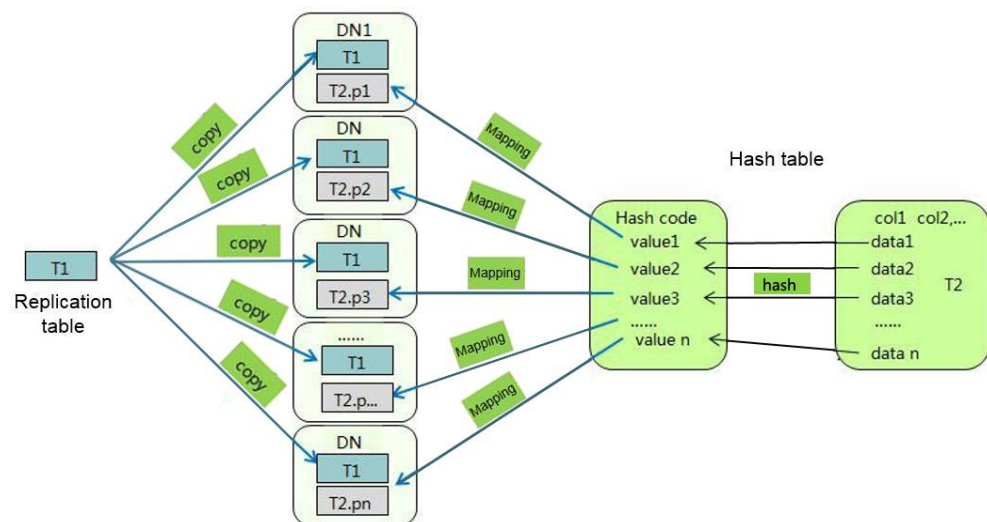 DN1
T1
T2.p1
copy
Mapping
DN
T1
T2.p2
copy
Mapping
Hash table
DN
T1
T2.p3
copy
Mapping
T1
Replication
table
Hash code
value1
value2
value3
......
value n
hash
col1 col2,...
data1
data2
data3
......
data n
T2
......
T1
T2.p...
copy
Mapping
DN
T1
T2.pn
copy
Mapping